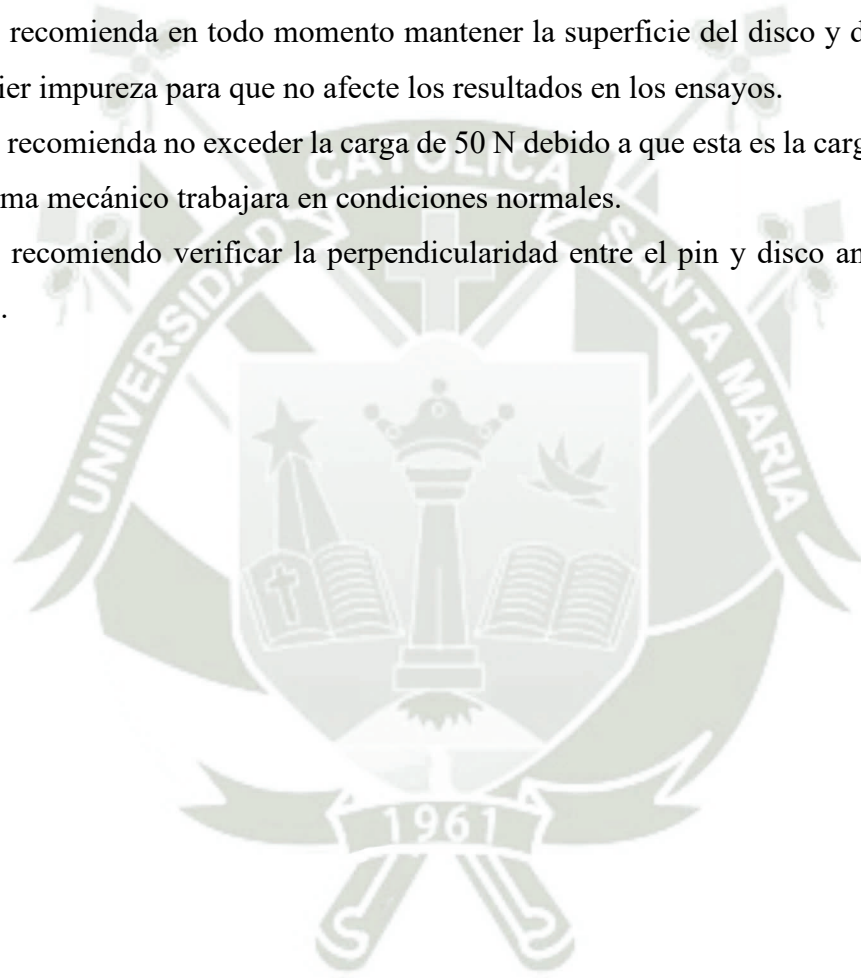 recomienda en todo momento mantener la superficie del disco y d
ier impureza para que no afecte los resultados en los ensayos.
recomienda no exceder la carga de 50 N debido a que esta es la carg
ma mecánico trabajara en condiciones normales.
recomiendo verificar la perpendicularidad entre el pin y disco an
.
UNIVERSIDAD CATOLICA SANTA MARIA
1961